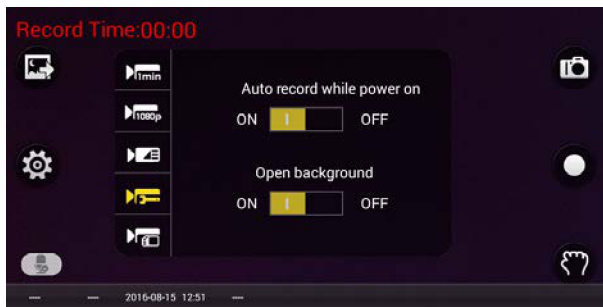 Record Time:00:00
1min
Auto record while power on
1080p
ON I OFF
Open background
ON I OFF
---- ---- 2016-08-15 12:51 ----